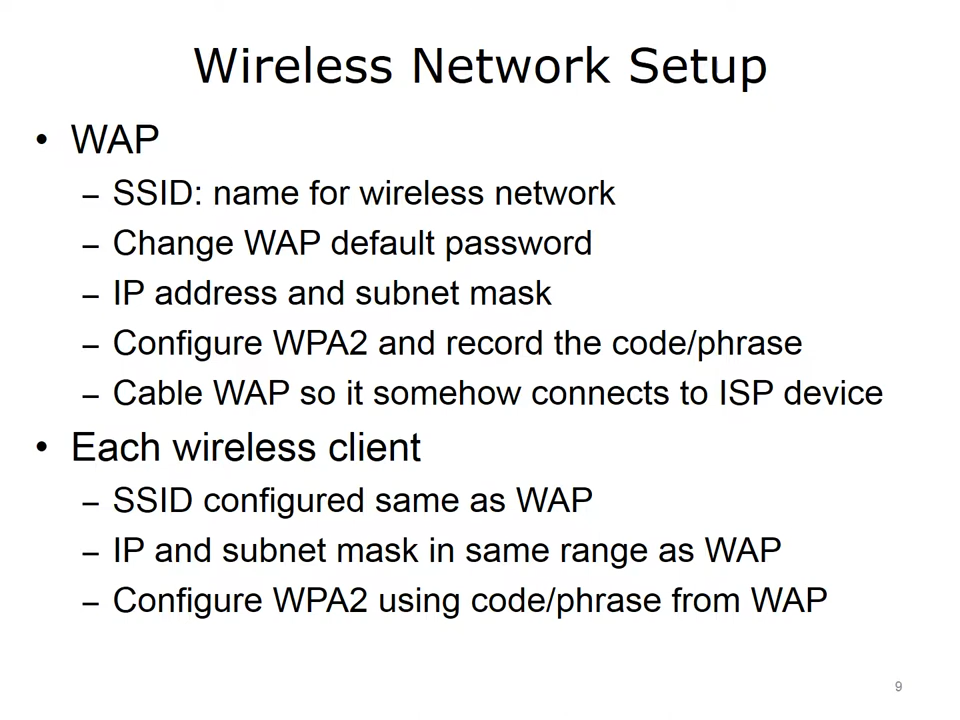 Wireless Network Setup
• WAP
– SSID: name for wireless network
– Change WAP default password
– IP address and subnet mask
– Configure WPA2 and record the code/phrase
– Cable WAP so it somehow connects to ISP device
• Each wireless client
– SSID configured same as WAP
– IP and subnet mask in same range as WAP
– Configure WPA2 using code/phrase from WAP
9